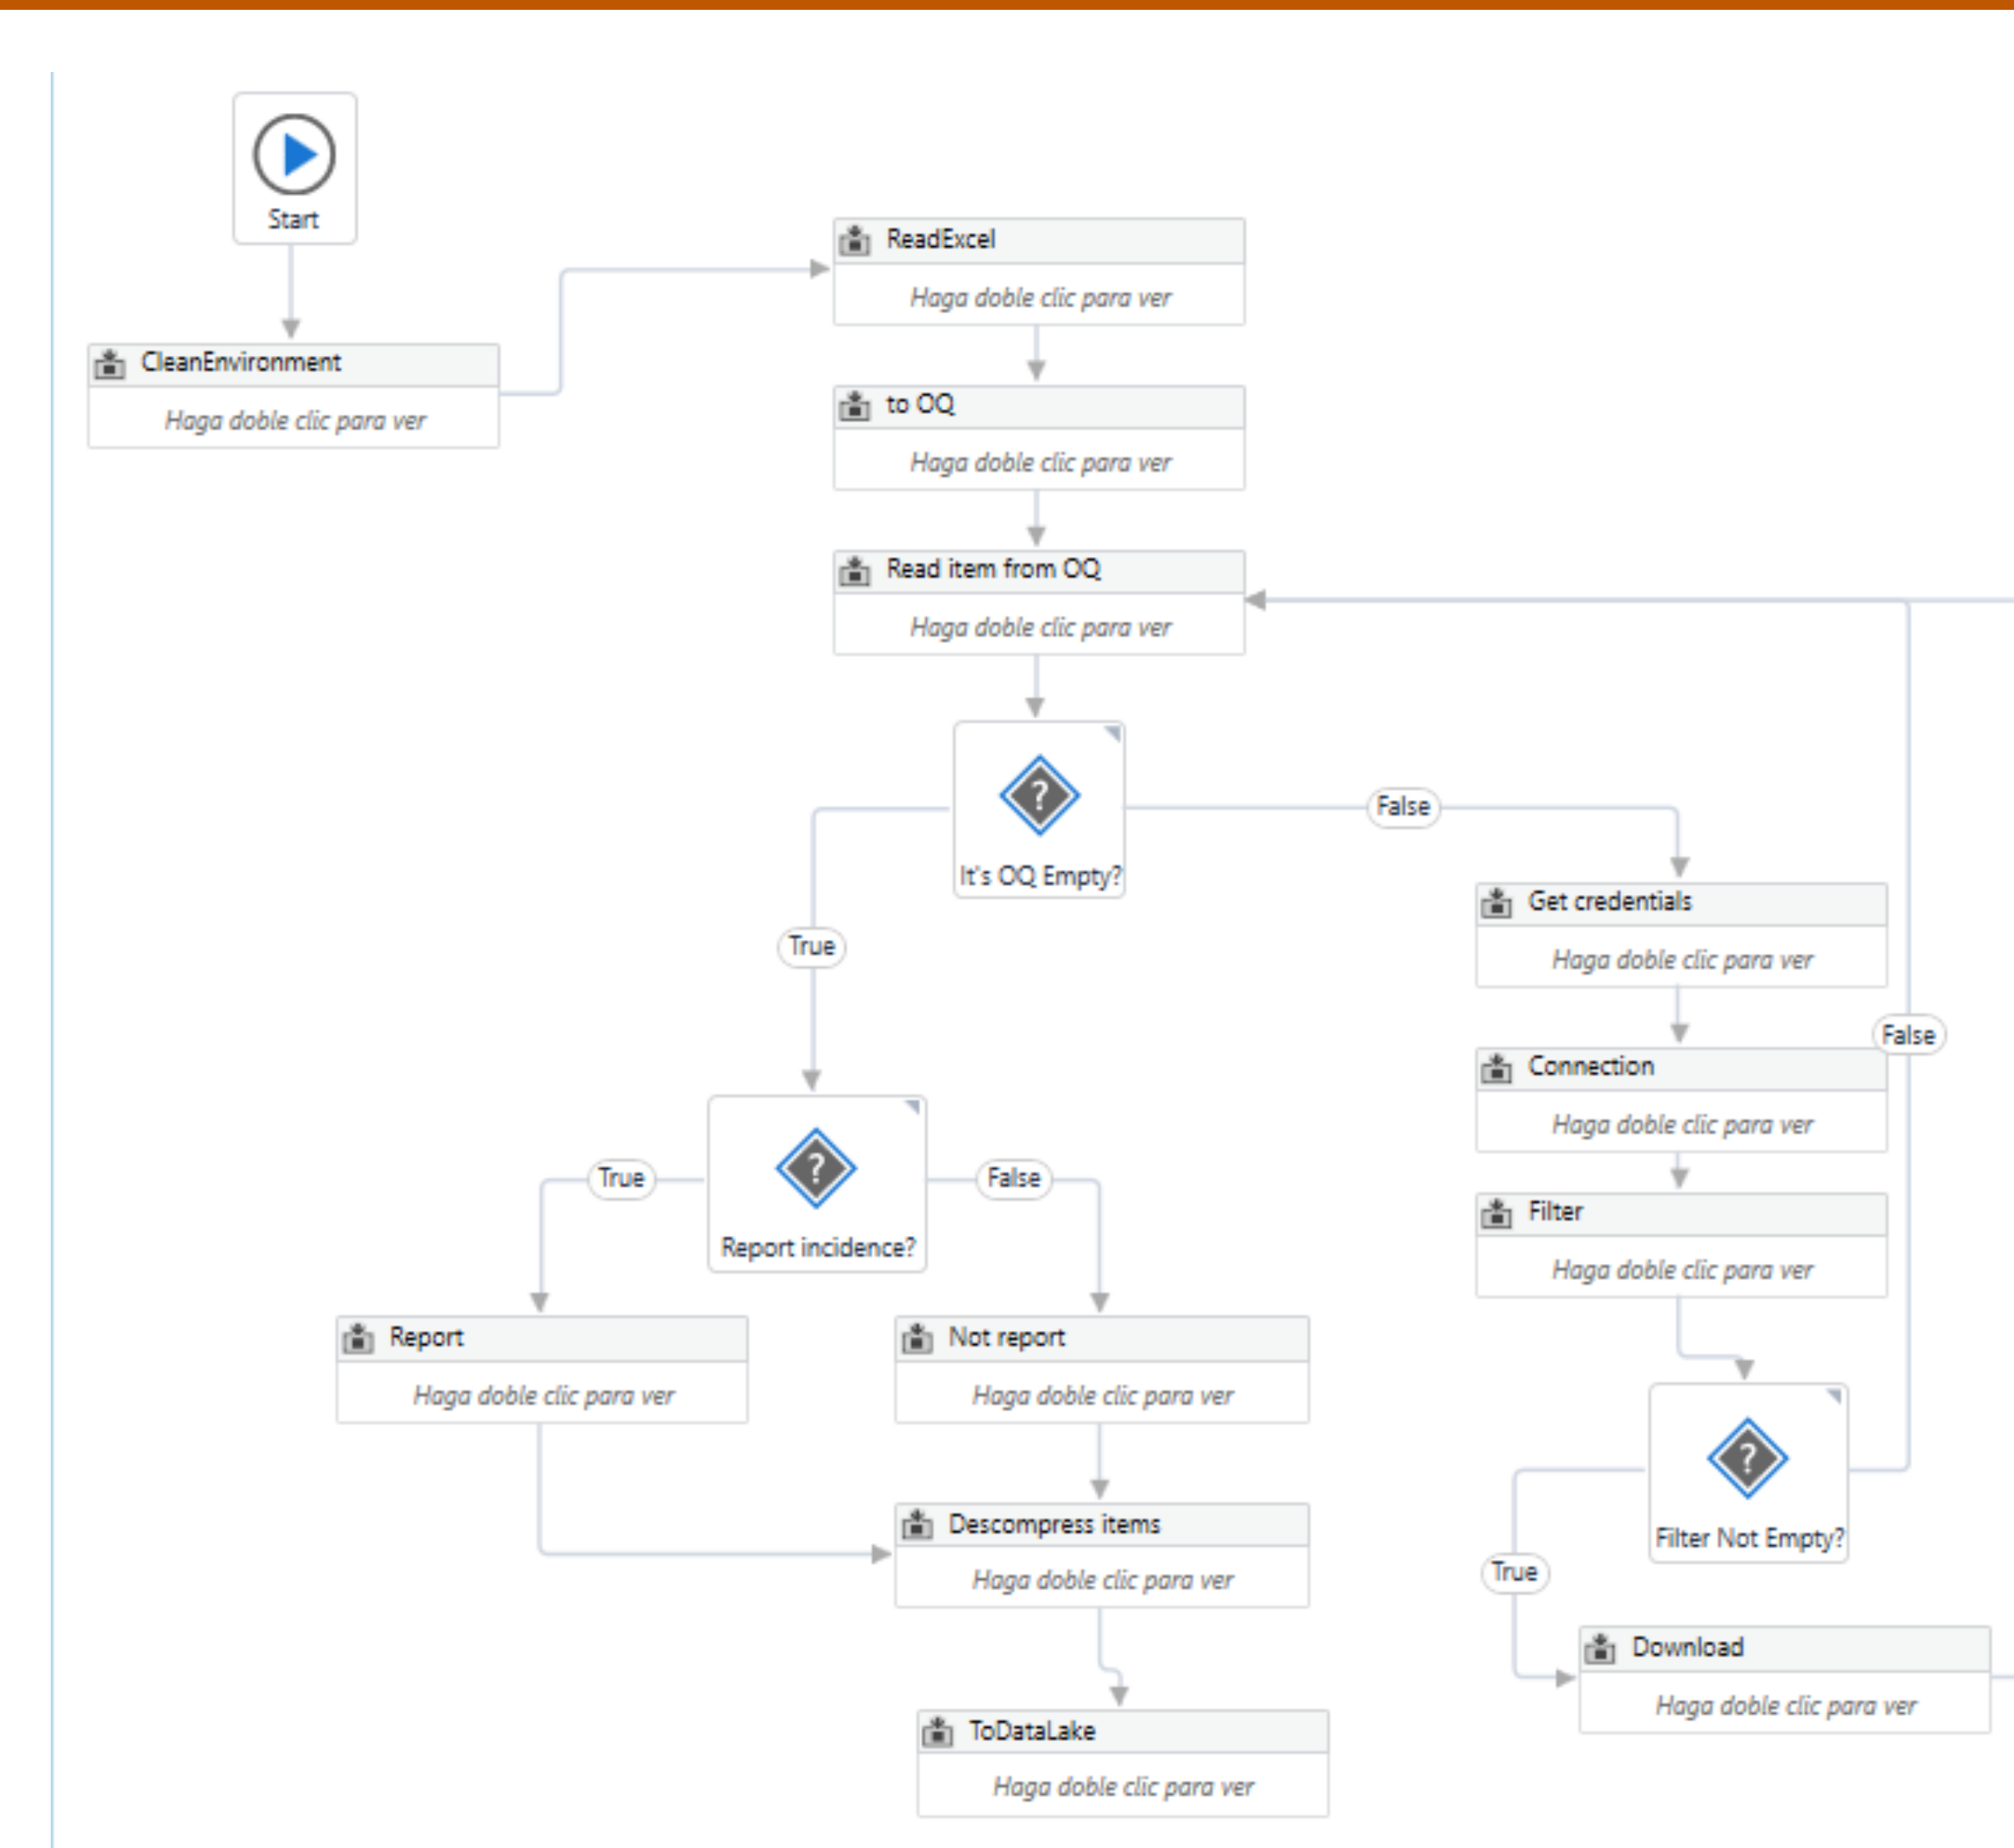 Start
CleanEnvironment
Haga doble clic para ver
ReadExcel
Haga doble clic para ver
to OQ
Haga doble clic para ver
Read item from OQ
Haga doble clic para ver
It's OQ Empty?
False
True
Get credentials
Haga doble clic para ver
Connection
Haga doble clic para ver
False
Filter
Haga doble clic para ver
Filter Not Empty?
True
Download
Haga doble clic para ver
Report incidence?
True
False
Report
Haga doble clic para ver
Not report
Haga doble clic para ver
Descompress items
Haga doble clic para ver
ToDataLake
Haga doble clic para ver